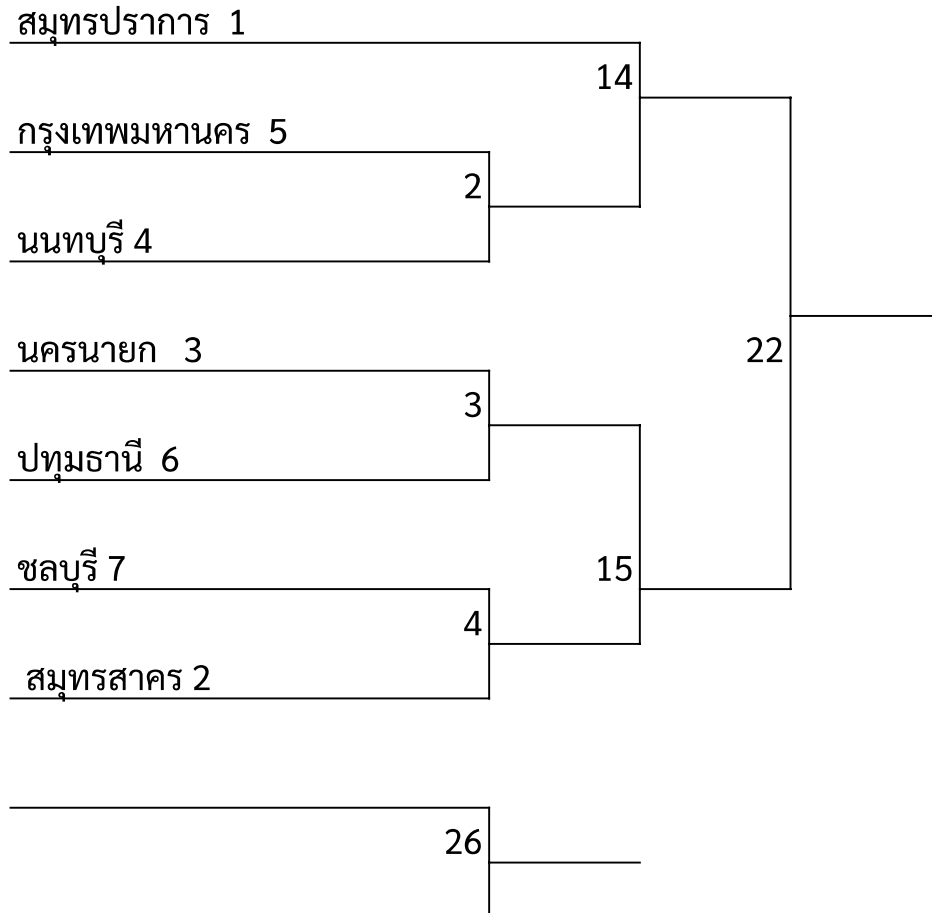 สมุทรปราการ 1
14
กรุงเทพมหานคร 5
2
นนทบุรี 4
นครนายก 3
22
3
ปทุมธานี 6
ชลบุรี 7
15
4
สมุทรสาคร 2
26